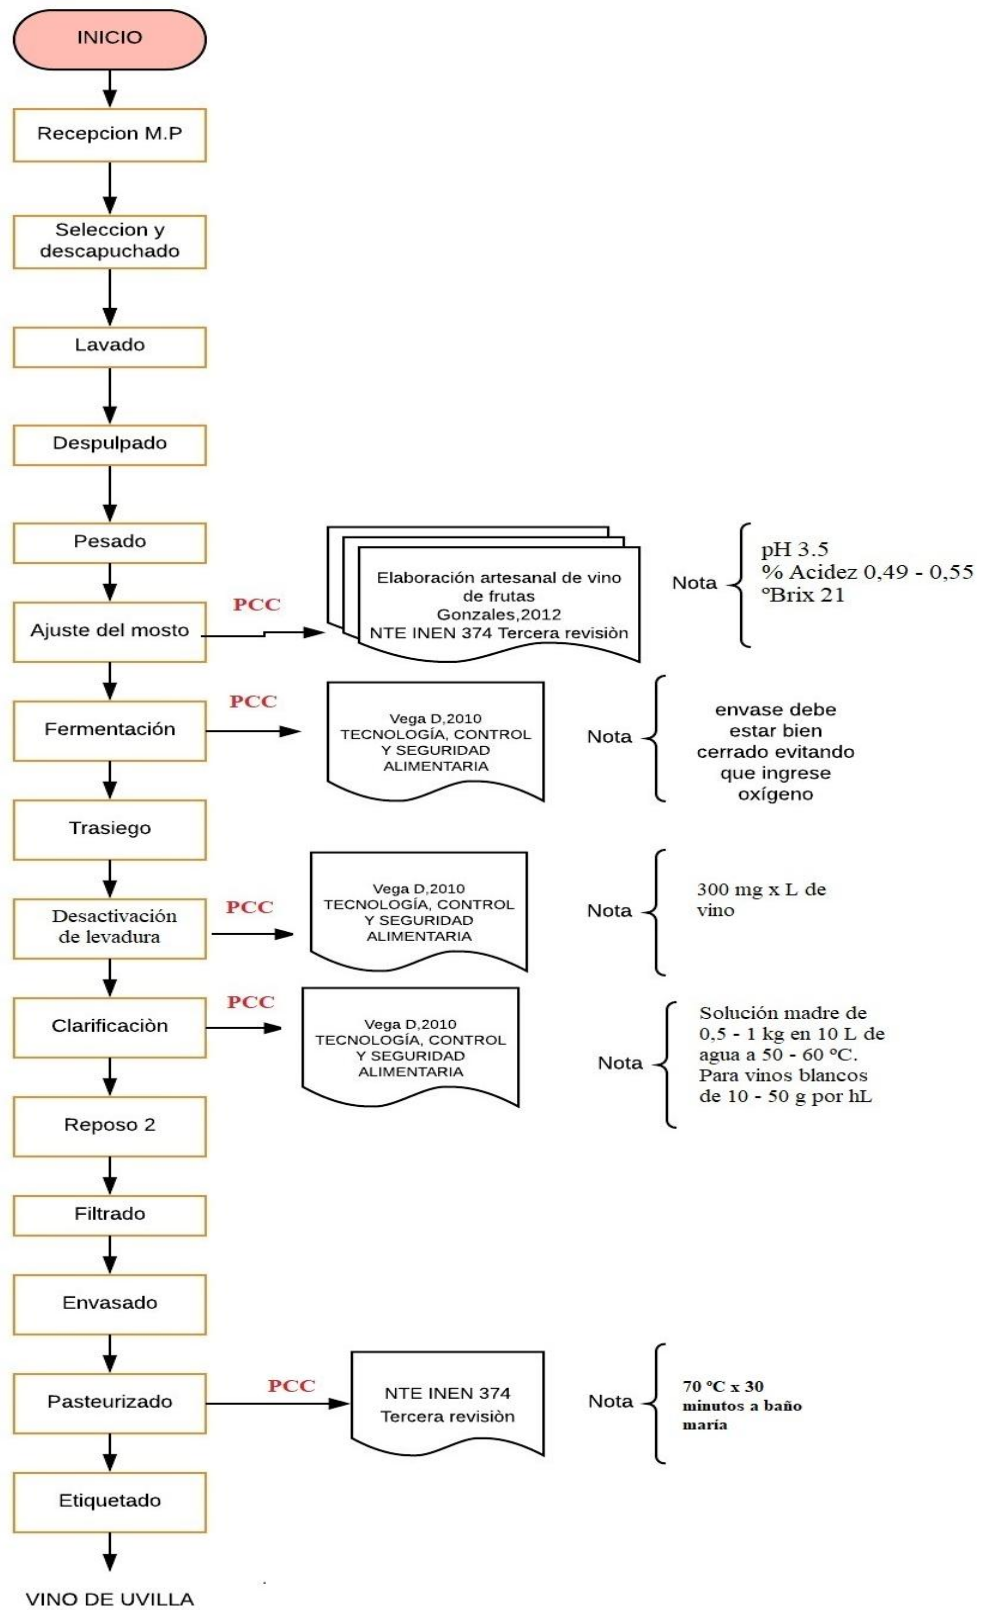 INICIO
Recepcion M.P
Seleccion y
descapuchado
Lavado
Despulpado
Pesado
Ajuste del mosto
PCC
Elaboración artesanal de vino
de frutas
Gonzales,2012
NTE INEN 374 Tercera revisiòn
Nota
pH 3.5
% Acidez 0,49 - 0,55
ºBrix 21
Fermentación
PCC
Vega D,2010
TECNOLOGÍA, CONTROL
Y SEGURIDAD
ALIMENTARIA
Nota
envase debe
estar bien
cerrado evitando
que ingrese
oxígeno
Trasiego
Desactivación
de levadura
PCC
Vega D,2010
TECNOLOGÍA, CONTROL
Y SEGURIDAD
ALIMENTARIA
Nota
300 mg x L de
vino
Clarificaciòn
PCC
Vega D,2010
TECNOLOGÍA, CONTROL
Y SEGURIDAD
ALIMENTARIA
Nota
Solución madre de
0,5 - 1 kg en 10 L de
agua a 50 - 60 ºC.
Para vinos blancos
de 10 - 50 g por hL
Reposo 2
Filtrado
Envasado
Pasteurizado
PCC
NTE INEN 374
Tercera revisiòn
Nota
70 ºC x 30
minutos a baño
maría
Etiquetado
VINO DE UVILLA